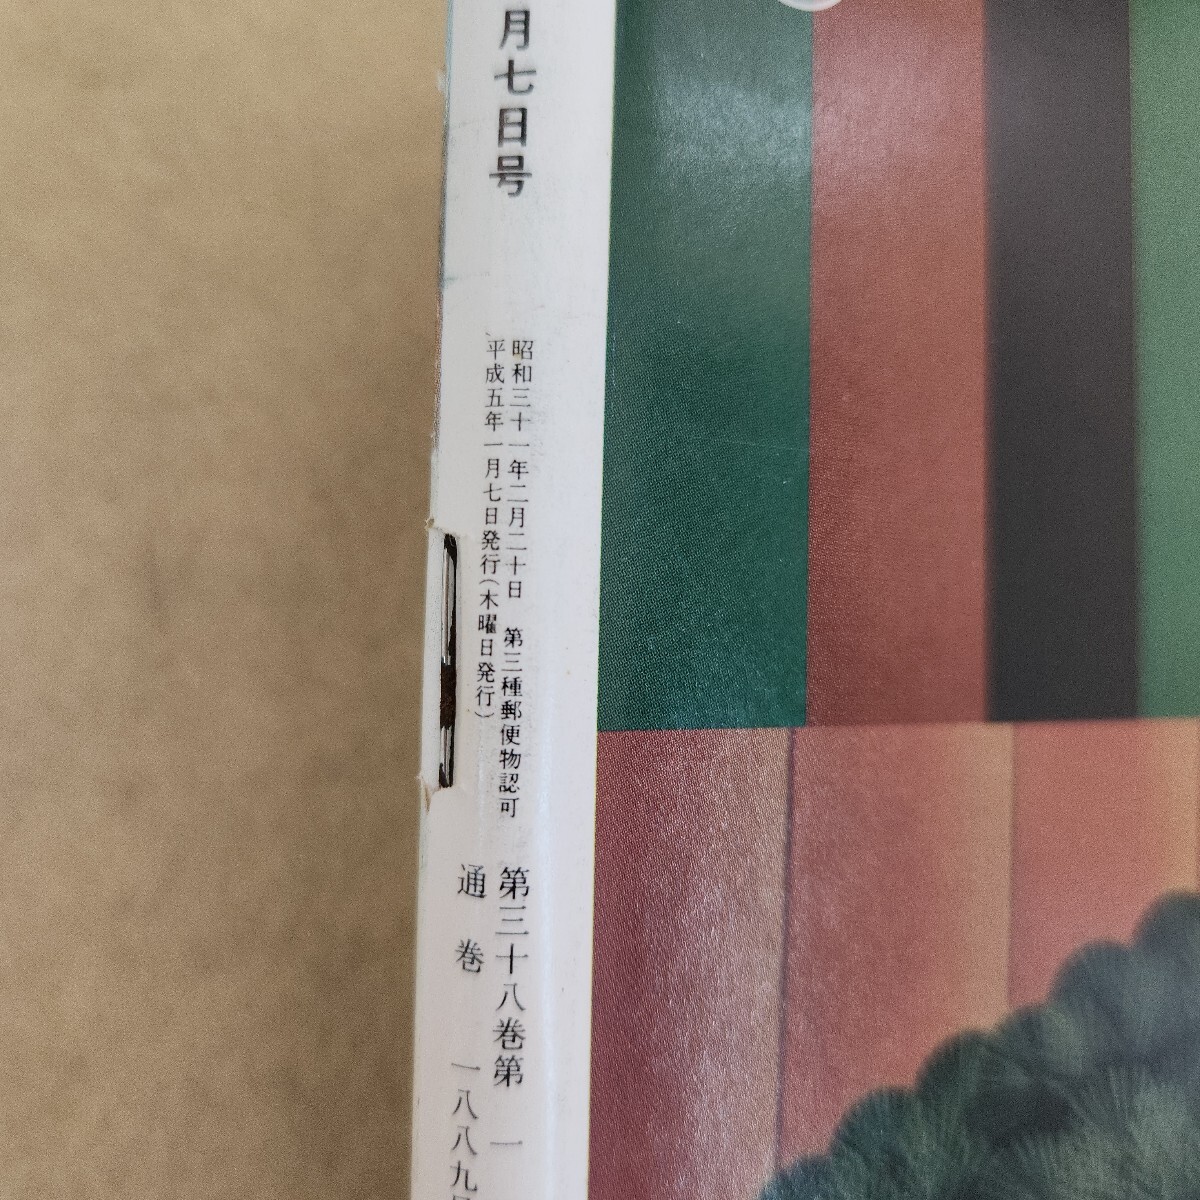 月七日号
昭和三十一年二月二十日　第三種郵便物認可
平成五年一月七日発行（木曜日発行）
第三十八巻第一
通巻一八八九号